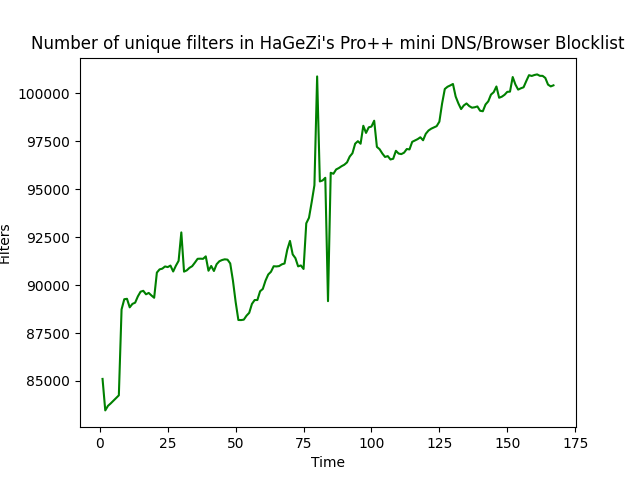 Number of unique filters in HaGeZi's Pro++ mini DNS/Browser Blocklist
100000
97500
95000
92500
90000
87500
85000
Filters
0 25 50 75 100 125 150 175
Time